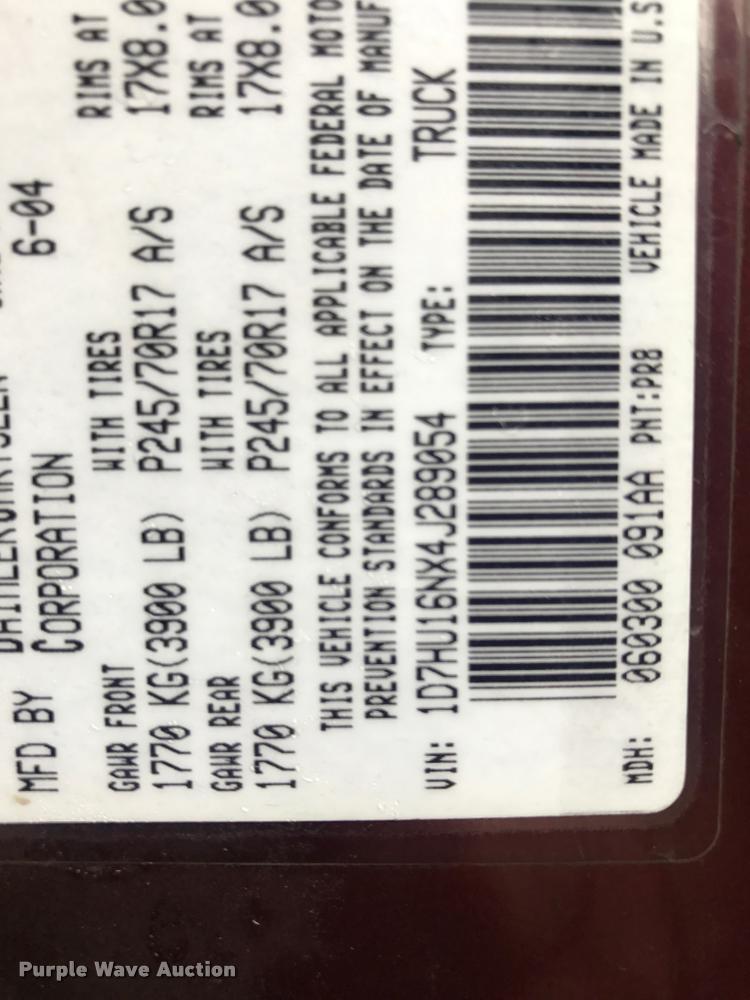 MFD BY
CORPORATION 6-04
GAWR FRONT WITH TIRES RIMS AT
1770 KG(3900 LB) P245/70R17 A/S 17X8.0
GAWR REAR WITH TIRES RIMS AT
1770 KG(3900 LB) P245/70R17 A/S 17X8.0
THIS VEHICLE CONFORMS TO ALL APPLICABLE FEDERAL MOTO
PREVENTION STANDARDS IN EFFECT ON THE DATE OF MANUF
VIN: 1D7HU16NX4J289054 TYPE: TRUCK
MDH: 060300 091AA PNT:PR8 VEHICLE MADE IN U.S
Purple Wave Auction